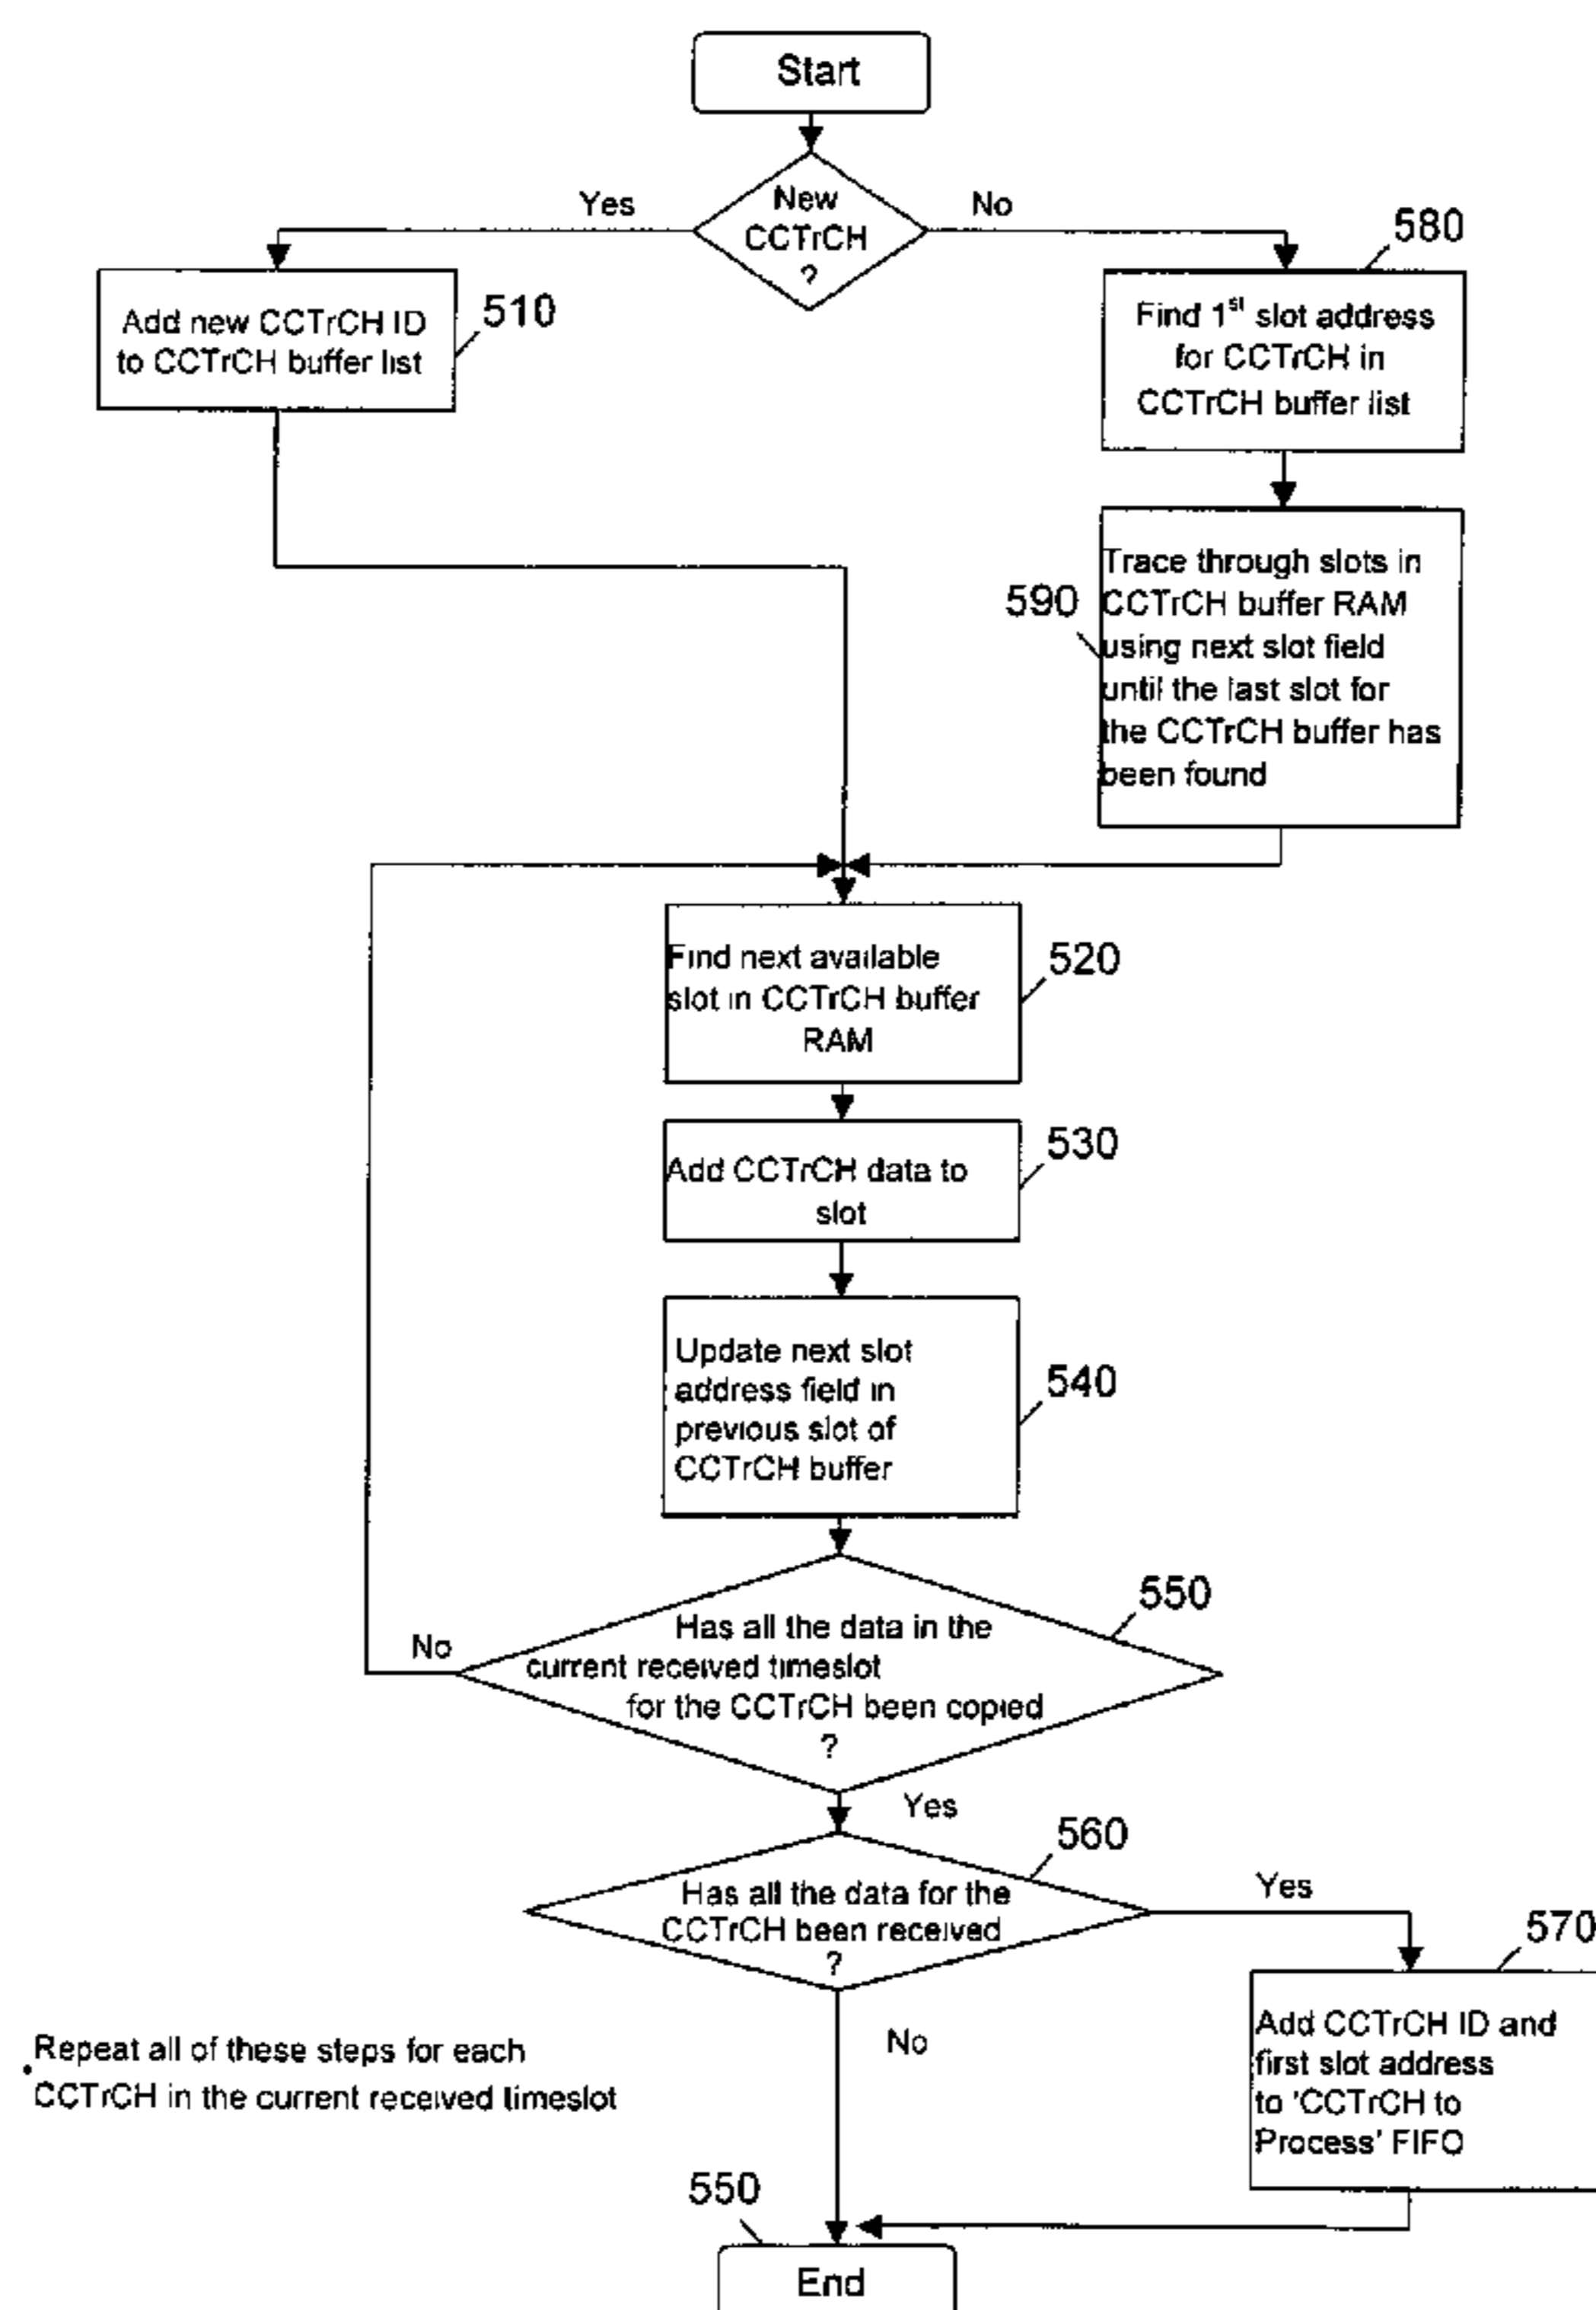 Start
New
CCTrCH
?
Yes
No
580
Add new CCTrCH ID
to CCTrCH buffer list
510
Find 1st slot address
for CCTrCH in
CCTrCH buffer list
590
Trace through slots in
CCTrCH buffer RAM
using next slot field
until the last slot for
the CCTrCH buffer has
been found
Find next available
slot in CCTrCH buffer
RAM
520
Add CCTrCH data to
slot
530
Update next slot
address field in
previous slot of
CCTrCH buffer
540
550
Has all the data in the
current received timeslot
for the CCTrCH been copied
?
No
Yes
560
Has all the data for the
CCTrCH been received
?
Yes
570
No
Add CCTrCH ID and
first slot address
to 'CCTrCH to
Process' FIFO
Repeat all of these steps for each
CCTrCH in the current received timeslot
550
End